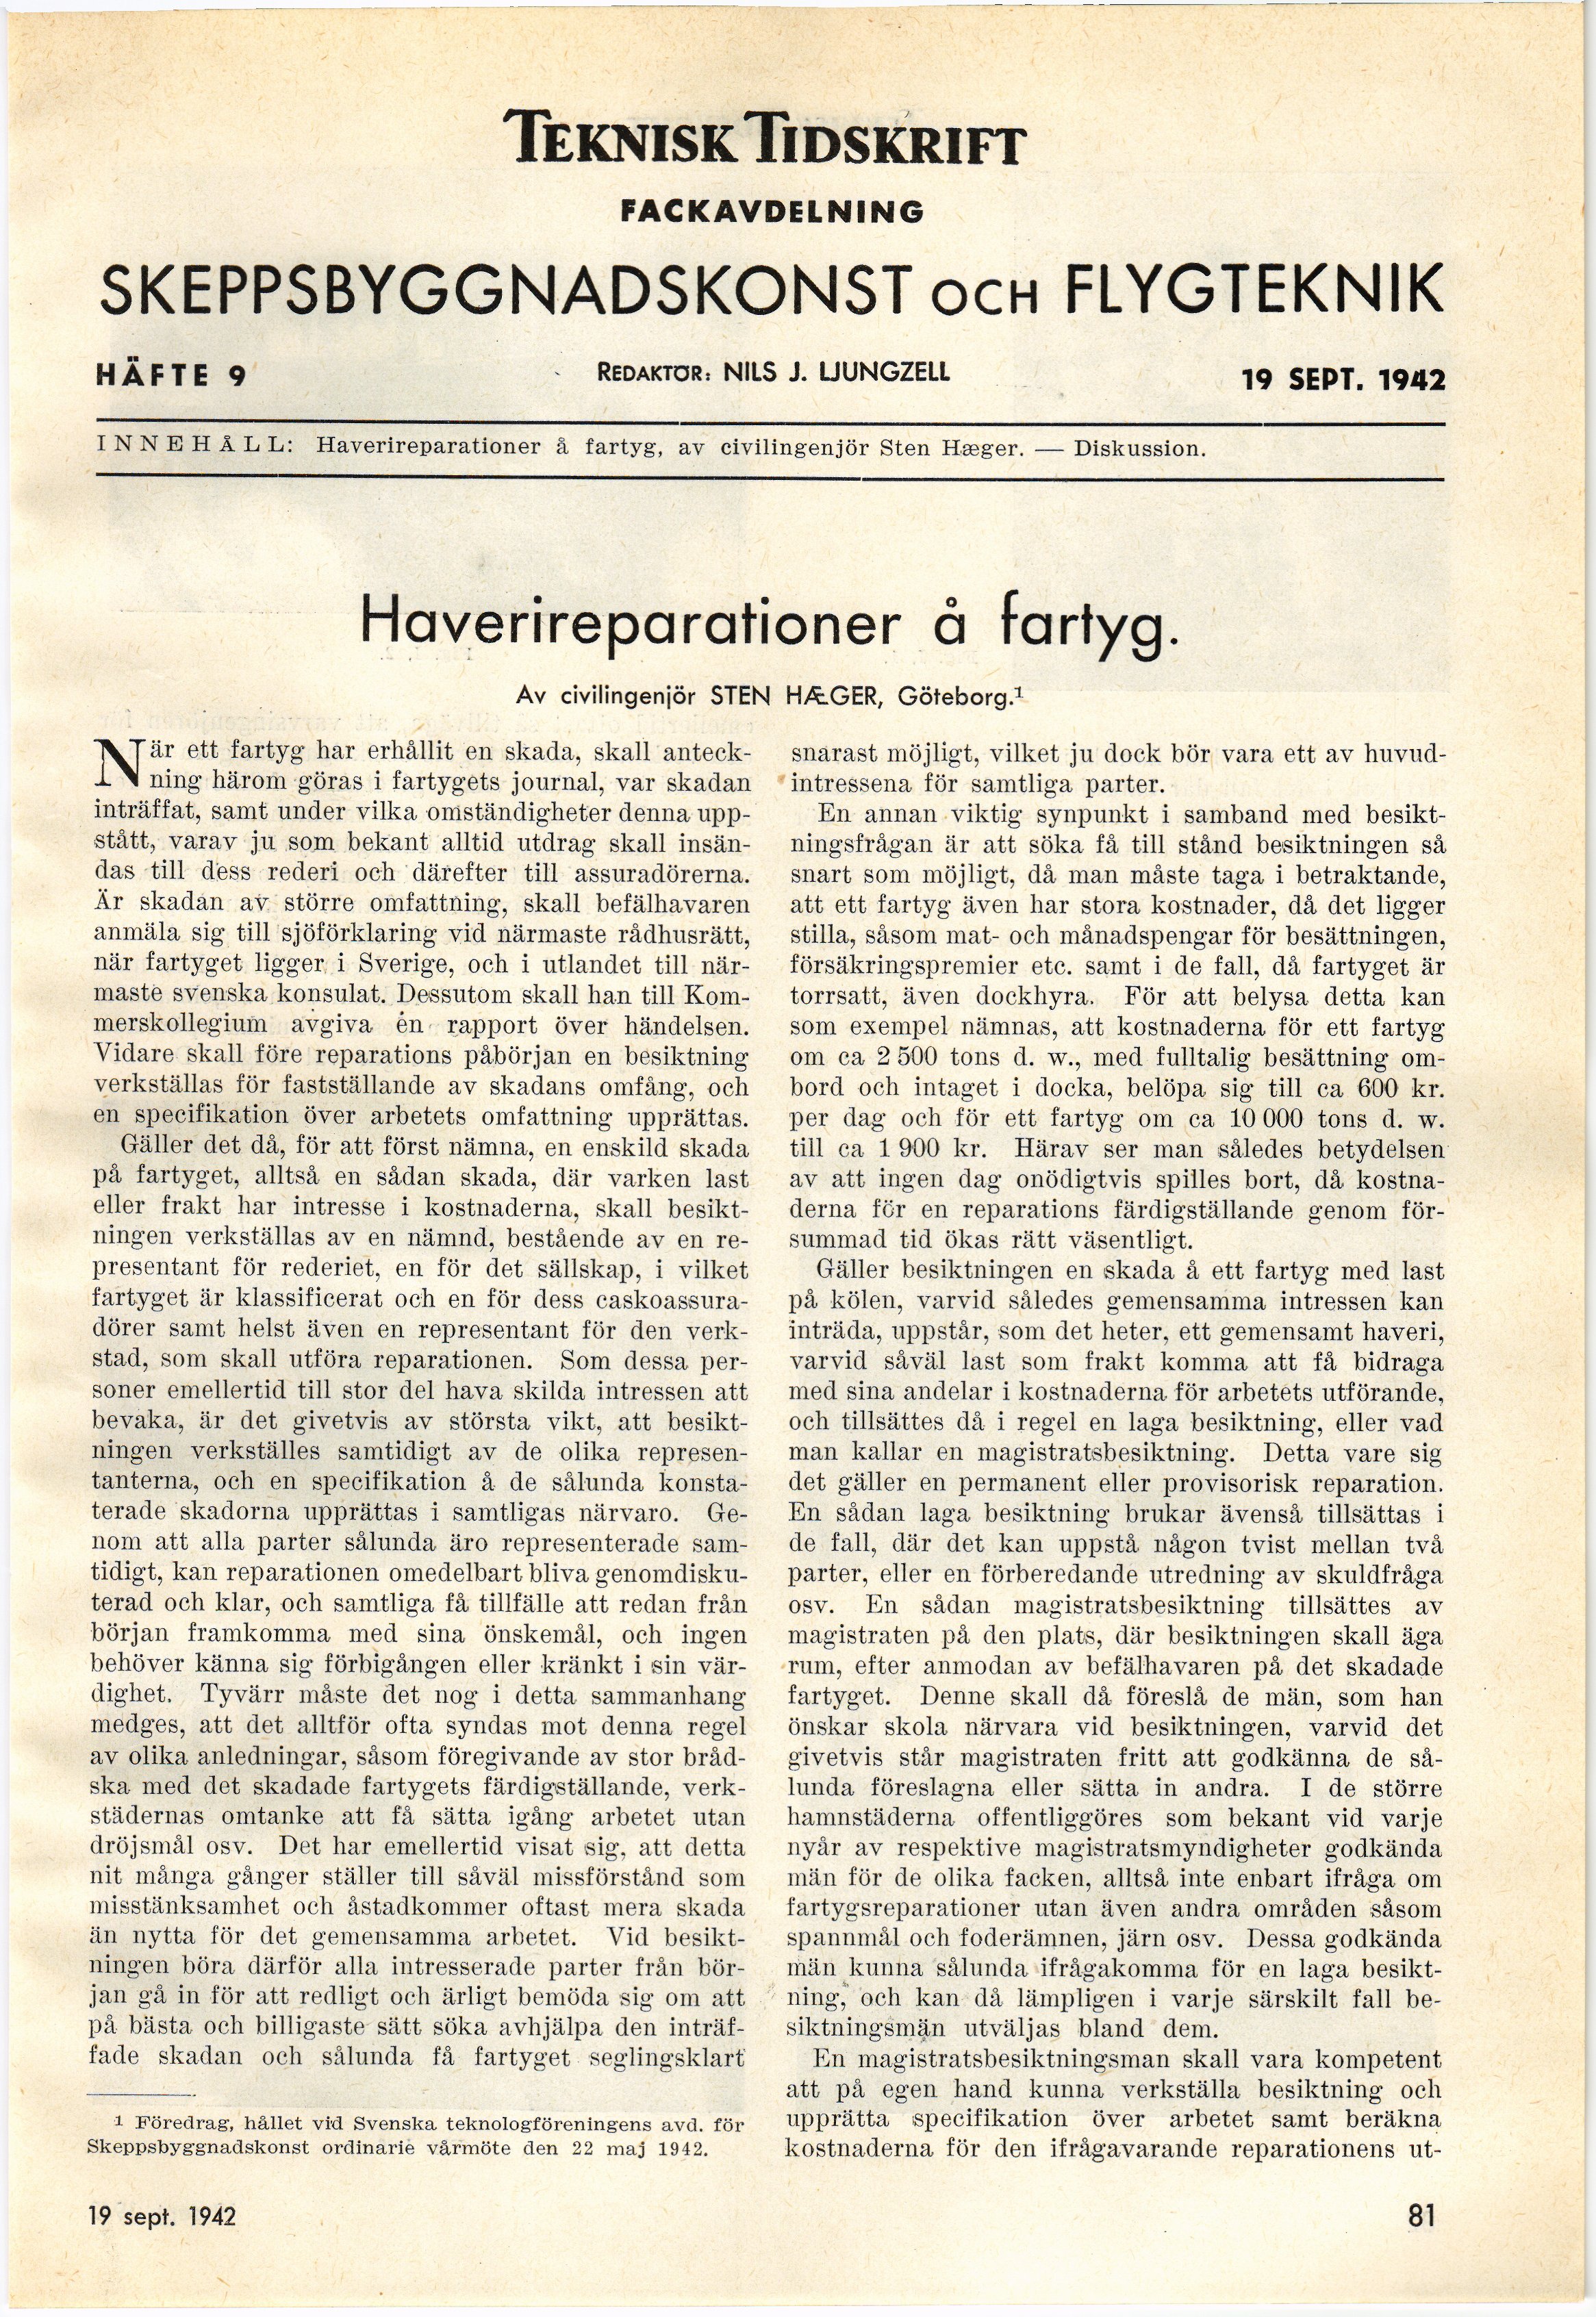 TEKNISK TIDSKRIFT
FACKAVDELNING
SKEPPSBYGGNADSKONST OCH FLYGTEKNIK
HÄFTE 9 REDAKTÖR: NILS J. LJUNGZELL 19 SEPT. 1942
INNEHÅLL: Haverireparationer å fartyg, av civilingenjör Sten Hæger. — Diskussion.
Haverireparationer å fartyg.
Av civilingenjör STEN HÆGER, Göteborg.¹
När ett fartyg har erhållit en skada, skall anteck-
ning härom göras i fartygets journal, var skadan
inträffat, samt under vilka omständigheter denna upp-
stått, varav ju som bekant alltid utdrag skall insän-
das till dess rederi och därefter till assuradörerna.
Är skadan av större omfattning, skall befälhavaren
anmäla sig till sjöförklaring vid närmaste rådhusrätt,
när fartyget ligger i Sverige, och i utlandet till när-
maste svenska konsulat. Dessutom skall han till Kom-
merskollegium avgiva en rapport över händelsen.
Vidare skall före reparations påbörjan en besiktning
verkställas för fastställande av skadans omfång, och
en specifikation över arbetets omfattning upprättas.
Gäller det då, för att först nämna, en enskild skada
på fartyget, alltså en sådan skada, där varken last
eller frakt har intresse i kostnaderna, skall besikt-
ningen verkställas av en nämnd, bestående av en re-
presentant för rederiet, en för det sällskap, i vilket
fartyget är klassificerat och en för dess caskoassura-
dörer samt helst även en representant för den verk-
stad, som skall utföra reparationen. Som dessa per-
soner emellertid till stor del hava skilda intressen att
bevaka, är det givetvis av största vikt, att besikt-
ningen verkställes samtidigt av de olika represen-
tanterna, och en specifikation å de sålunda konsta-
terade skadorna upprättas i samtligas närvaro. Ge-
nom att alla parter sålunda äro representerade sam-
tidigt, kan reparationen omedelbart bliva genomdisku-
terad och klar, och samtliga få tillfälle att redan från
början framkomma med sina önskemål, och ingen
behöver känna sig förbigången eller kränkt i sin vär-
dighet. Tyvärr måste det nog i detta sammanhang
medges, att det alltför ofta syndas mot denna regel
av olika anledningar, såsom föregivande av stor bråd-
ska med det skadade fartygets färdigställande, verk-
städernas omtanke att få sätta igång arbetet utan
dröjsmål osv. Det har emellertid visat sig, att detta
nit många gånger ställer till såväl missförstånd som
misstänksamhet och åstadkommer oftast mera skada
än nytta för det gemensamma arbetet. Vid besikt-
ningen böra därför alla intresserade parter från bör-
jan gå in för att redligt och ärligt bemöda sig om att
på bästa och billigaste sätt söka avhjälpa den inträf-
fade skadan och sålunda få fartyget seglingsklart
¹ Föredrag, hållet vid Svenska teknologföreningens avd. för
Skeppsbyggnadskonst ordinarie vårmöte den 22 maj 1942.
snarast möjligt, vilket ju dock bör vara ett av huvud-
intressena för samtliga parter.
En annan viktig synpunkt i samband med besikt-
ningsfrågan är att söka få till stånd besiktningen så
snart som möjligt, då man måste taga i betraktande,
att ett fartyg även har stora kostnader, då det ligger
stilla, såsom mat- och månadspengar för besättningen,
försäkringspremier etc. samt i de fall, då fartyget är
torrsatt, även dockhyra. För att belysa detta kan
som exempel nämnas, att kostnaderna för ett fartyg
om ca 2 500 tons d. w., med fulltalig besättning om-
bord och intaget i docka, belöpa sig till ca 600 kr.
per dag och för ett fartyg om ca 10 000 tons d. w.
till ca 1 900 kr. Härav ser man således betydelsen
av att ingen dag onödigtvis spilles bort, då kostna-
derna för en reparations färdigställande genom för-
summad tid ökas rätt väsentligt.
Gäller besiktningen en skada å ett fartyg med last
på kölen, varvid således gemensamma intressen kan
inträda, uppstår, som det heter, ett gemensamt haveri,
varvid såväl last som frakt komma att få bidraga
med sina andelar i kostnaderna för arbetets utförande,
och tillsättes då i regel en laga besiktning, eller vad
man kallar en magistratsbesiktning. Detta vare sig
det gäller en permanent eller provisorisk reparation.
En sådan laga besiktning brukar ävenså tillsättas i
de fall, där det kan uppstå någon tvist mellan två
parter, eller en förberedande utredning av skuldfråga
osv. En sådan magistratsbesiktning tillsättes av
magistraten på den plats, där besiktningen skall äga
rum, efter anmodan av befälhavaren på det skadade
fartyget. Denne skall då föreslå de män, som han
önskar skola närvara vid besiktningen, varvid det
givetvis står magistraten fritt att godkänna de så-
lunda föreslagna eller sätta in andra. I de större
hamnstäderna offentliggöres som bekant vid varje
nyår av respektive magistratsmyndigheter godkända
män för de olika facken, alltså inte enbart ifråga om
fartygsreparationer utan även andra områden såsom
spannmål och foderämnen, järn osv. Dessa godkända
män kunna sålunda ifrågakomma för en laga besikt-
ning, och kan då lämpligen i varje särskilt fall be-
siktningsmän utväljas bland dem.
En magistratsbesiktningsman skall vara kompetent
att på egen hand kunna verkställa besiktning och
upprätta specifikation över arbetet samt beräkna
kostnaderna för den ifrågavarande reparationens ut-
19 sept. 1942 81